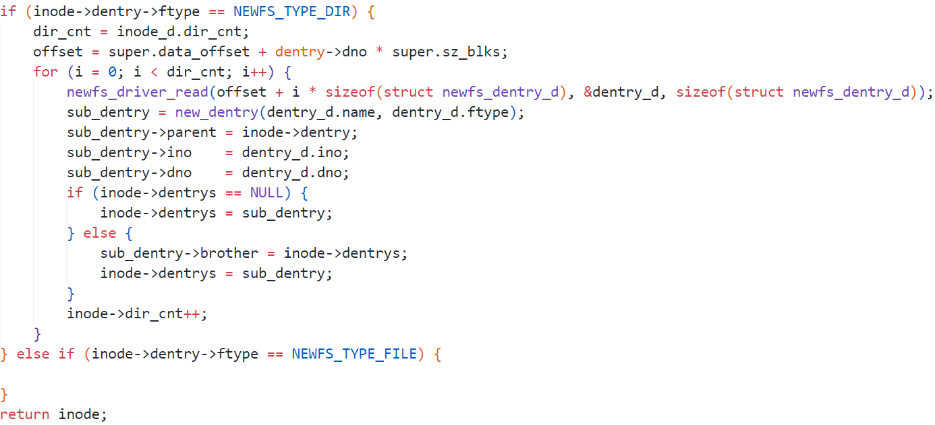 if (inode->dentry->ftype == NEWFS_TYPE_DIR) {
    dir_cnt = inode_d.dir_cnt;
    offset = super.data_offset + dentry->dno * super.sz_blks;
    for (i = 0; i < dir_cnt; i++) {
        newfs_driver_read(offset + i * sizeof(struct newfs_dentry_d), &dentry_d, sizeof(struct newfs_dentry_d));
        sub_dentry = new_dentry(dentry_d.name, dentry_d.ftype);
        sub_dentry->parent = inode->dentry;
        sub_dentry->ino    = dentry_d.ino;
        sub_dentry->dno    = dentry_d.dno;
        if (inode->dentrys == NULL) {
            inode->dentrys = sub_dentry;
        } else {
            sub_dentry->brother = inode->dentrys;
            inode->dentrys = sub_dentry;
        }
        inode->dir_cnt++;
    }
} else if (inode->dentry->ftype == NEWFS_TYPE_FILE) {

}
return inode;